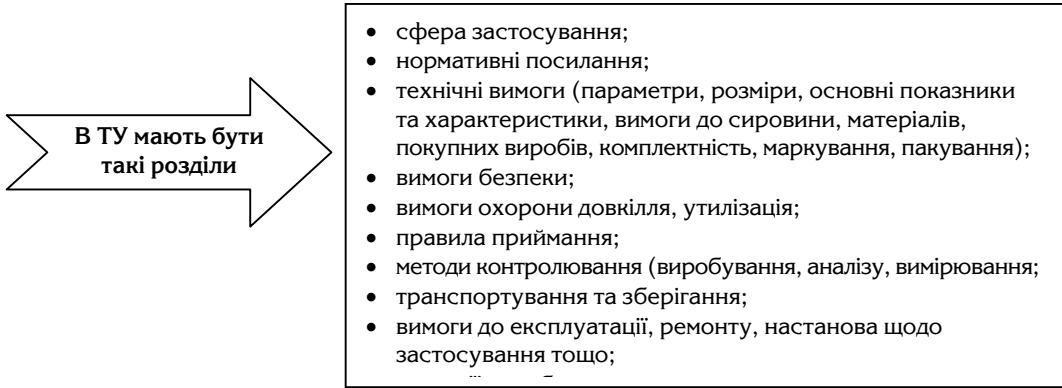 В ТУ мають бути
такі розділи
• сфера застосування;
• нормативні посилання;
• технічні вимоги (параметри, розміри, основні показники
та характеристики, вимоги до сировини, матеріалів,
покупних виробів, комплектність, маркування, пакування);
• вимоги безпеки;
• вимоги охорони довкілля, утилізація;
• правила приймання;
• методи контролювання (виробування, аналізу, вимірювання;
• транспортування та зберігання;
• вимоги до експлуатації, ремонту, настанова щодо
застосування тощо;